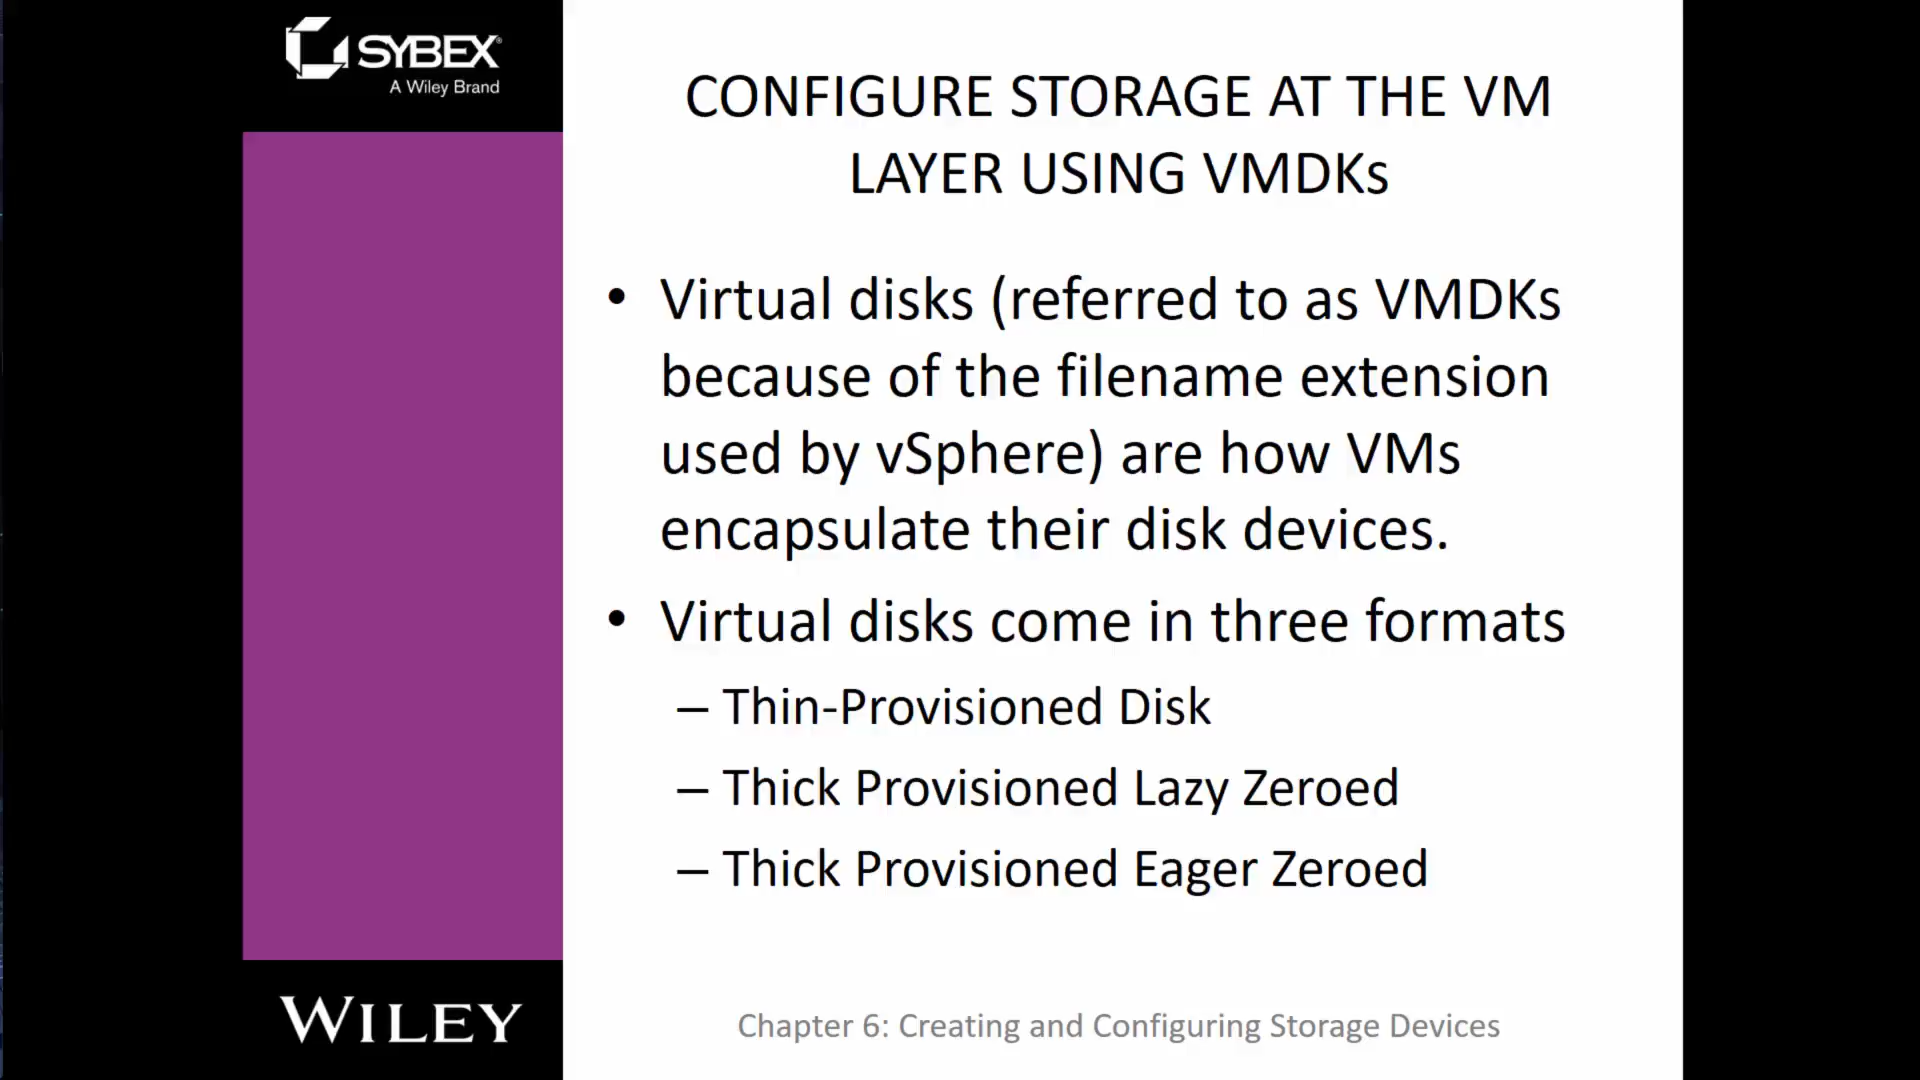 SYBEX®
A Wiley Brand
CONFIGURE STORAGE AT THE VM
LAYER USING VMDKs
• Virtual disks (referred to as VMDKs
because of the filename extension
used by vSphere) are how VMs
encapsulate their disk devices.
• Virtual disks come in three formats
– Thin-Provisioned Disk
– Thick Provisioned Lazy Zeroed
– Thick Provisioned Eager Zeroed
WILEY
Chapter 6: Creating and Configuring Storage Devices